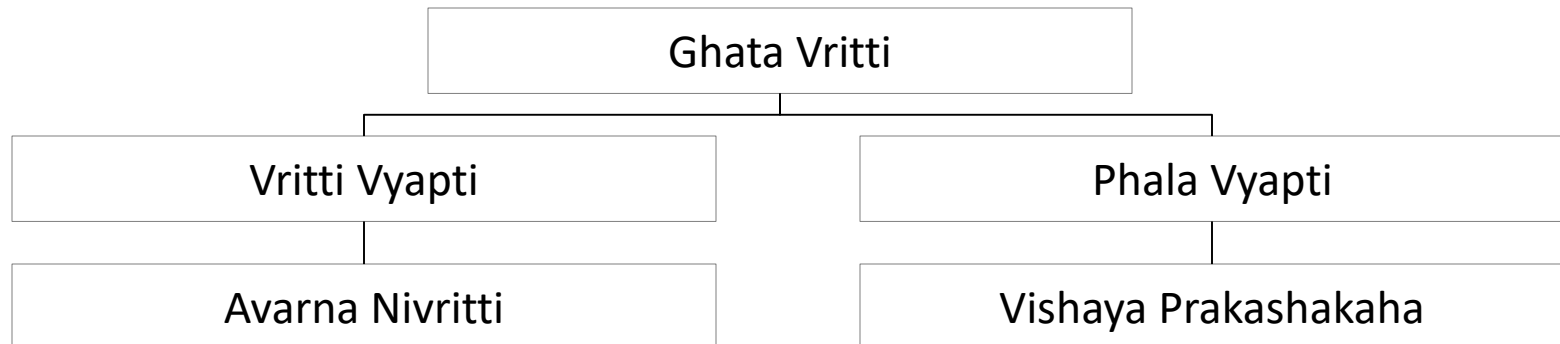 Ghata Vritti
Vritti Vyapti
Phala Vyapti
Avarna Nivritti
Vishaya Prakashakaha